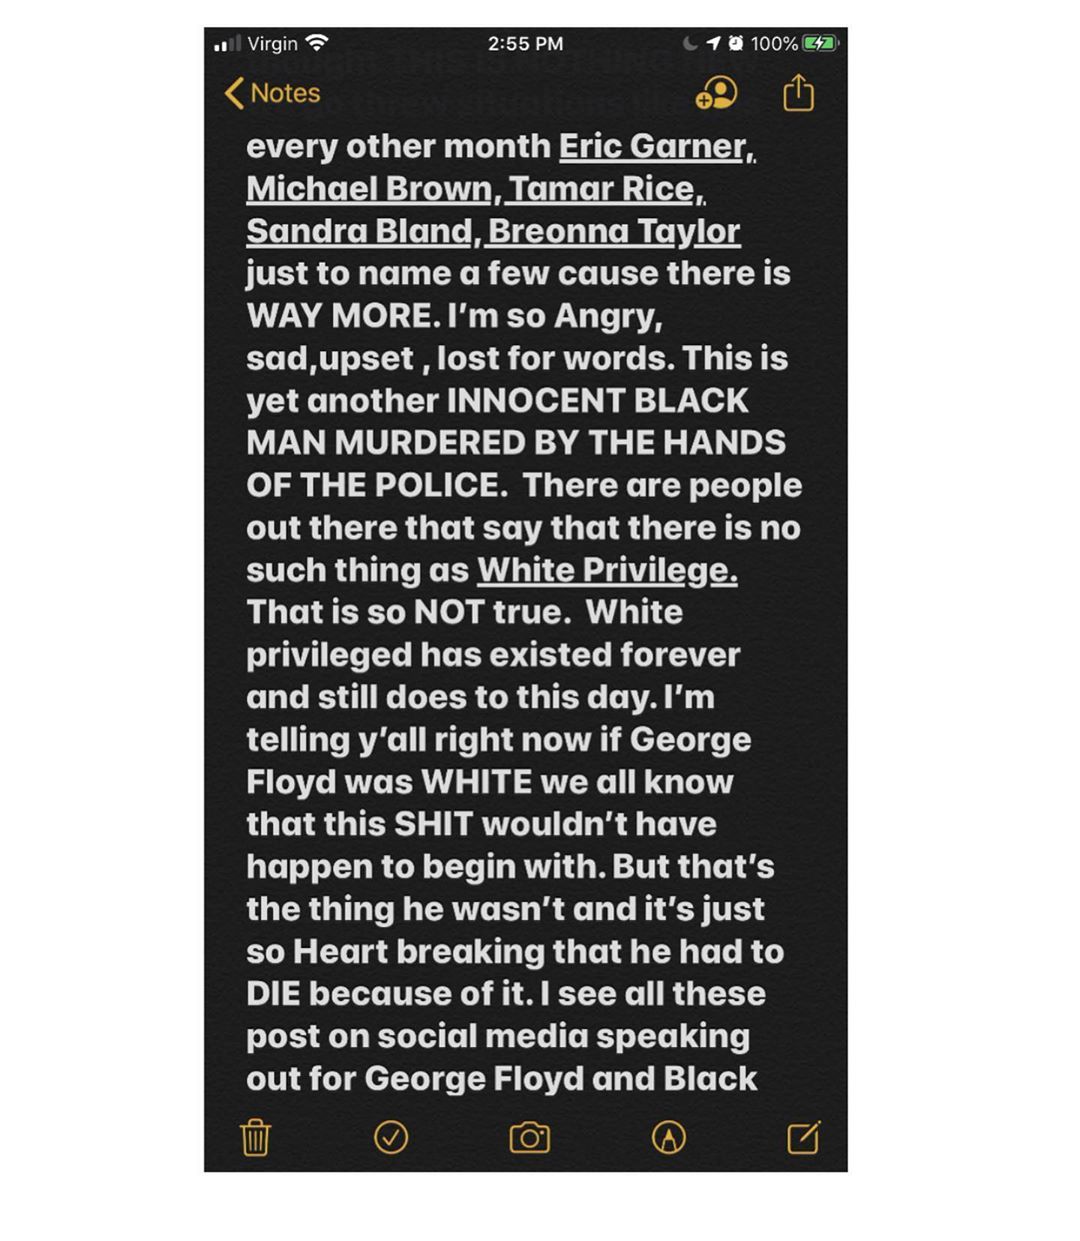 Virgin 2:55 PM 100%
Notes
every other month Eric Garner,
Michael Brown, Tamar Rice,
Sandra Bland, Breonna Taylor
just to name a few cause there is
WAY MORE. I’m so Angry,
sad,upset , lost for words. This is
yet another INNOCENT BLACK
MAN MURDERED BY THE HANDS
OF THE POLICE.  There are people
out there that say that there is no
such thing as White Privilege.
That is so NOT true.  White
privileged has existed forever
and still does to this day. I’m
telling y’all right now if George
Floyd was WHITE we all know
that this SHIT wouldn’t have
happen to begin with. But that’s
the thing he wasn’t and it’s just
so Heart breaking that he had to
DIE because of it. I see all these
post on social media speaking
out for George Floyd and Black